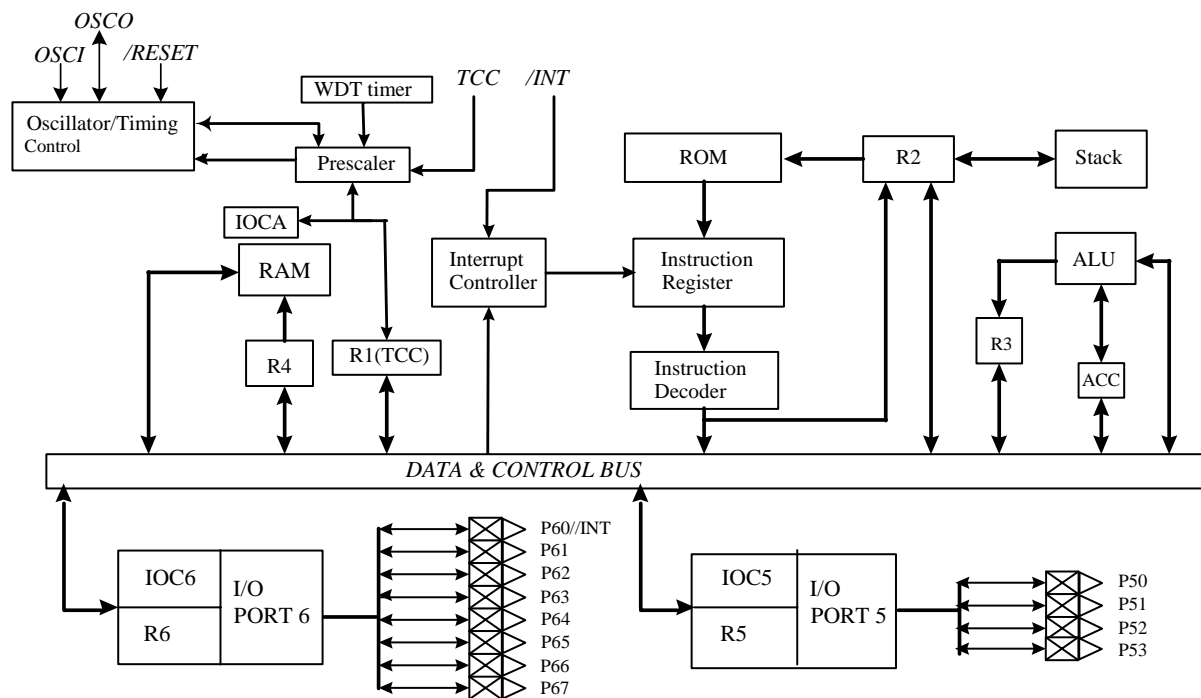 OSCO
OSCI
/RESET
TCC
/INT
WDT timer
Oscillator/Timing
Control
Prescaler
ROM
R2
Stack
IOCA
RAM
Interrupt
Controller
Instruction
Register
ALU
R4
R1(TCC)
R3
Instruction
Decoder
ACC
DATA & CONTROL BUS
IOC6
R6
I/O
PORT 6
P60//INT
P61
P62
P63
P64
P65
P66
P67
IOC5
R5
I/O
PORT 5
P50
P51
P52
P53